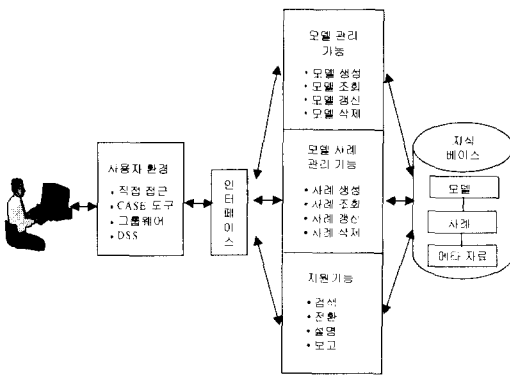 모델 관리
기능
• 모델 생성
• 모델 조회
• 모델 갱신
• 모델 삭제
사용자 환경
• 직접 접근
• CASE 도구
• 그룹웨어
• DSS
인터페이스
모델 사례
관리 기능
• 사례 생성
• 사례 조회
• 사례 갱신
• 사례 삭제
지원기능
• 검색
• 전환
• 설명
• 보고
지식
베이스
모델
사례
메타 자료